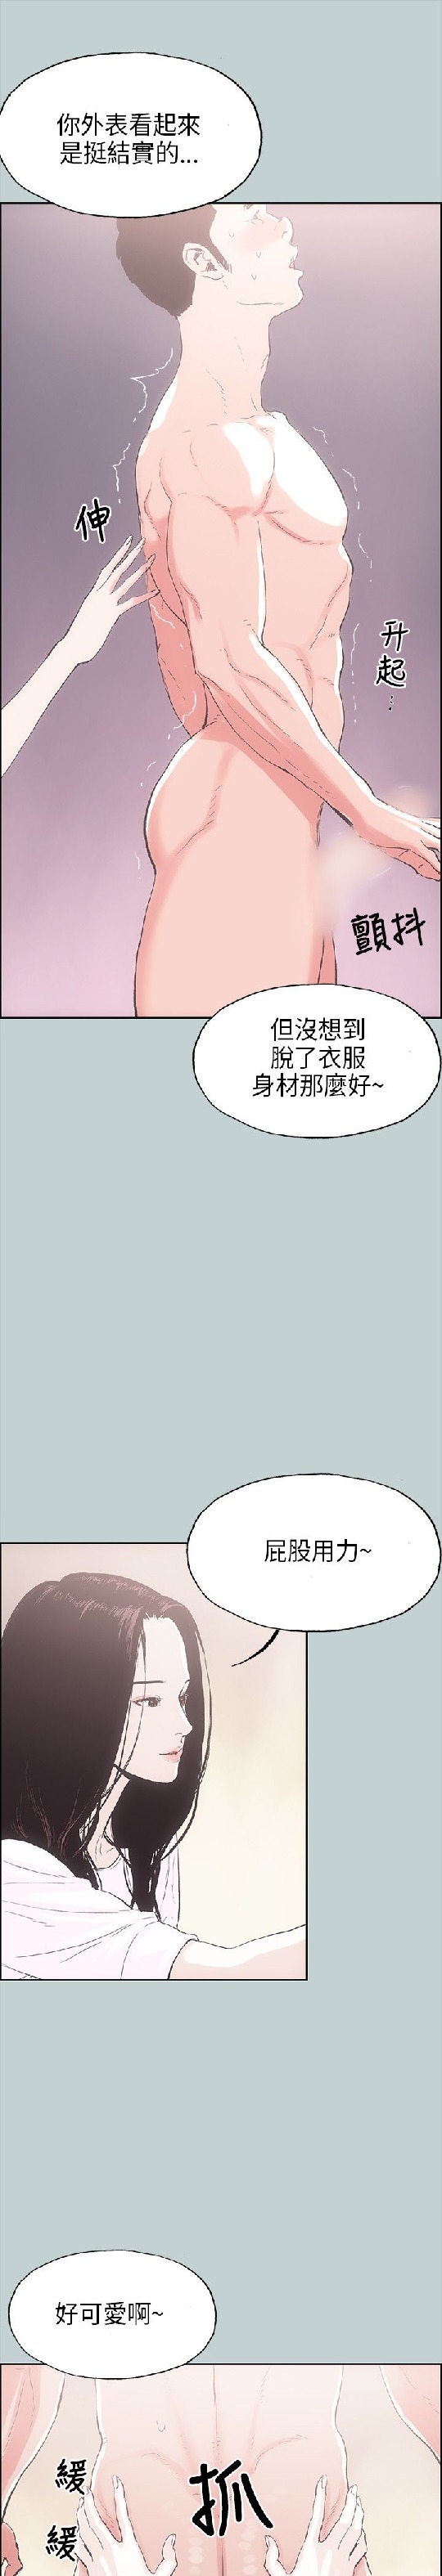 你外表看起來
是挺結實的...
伸
升
起...
顫抖
但沒想到
脫了衣服
身材那麼好~
屁股用力~
好可愛啊~
緩
緩
抓